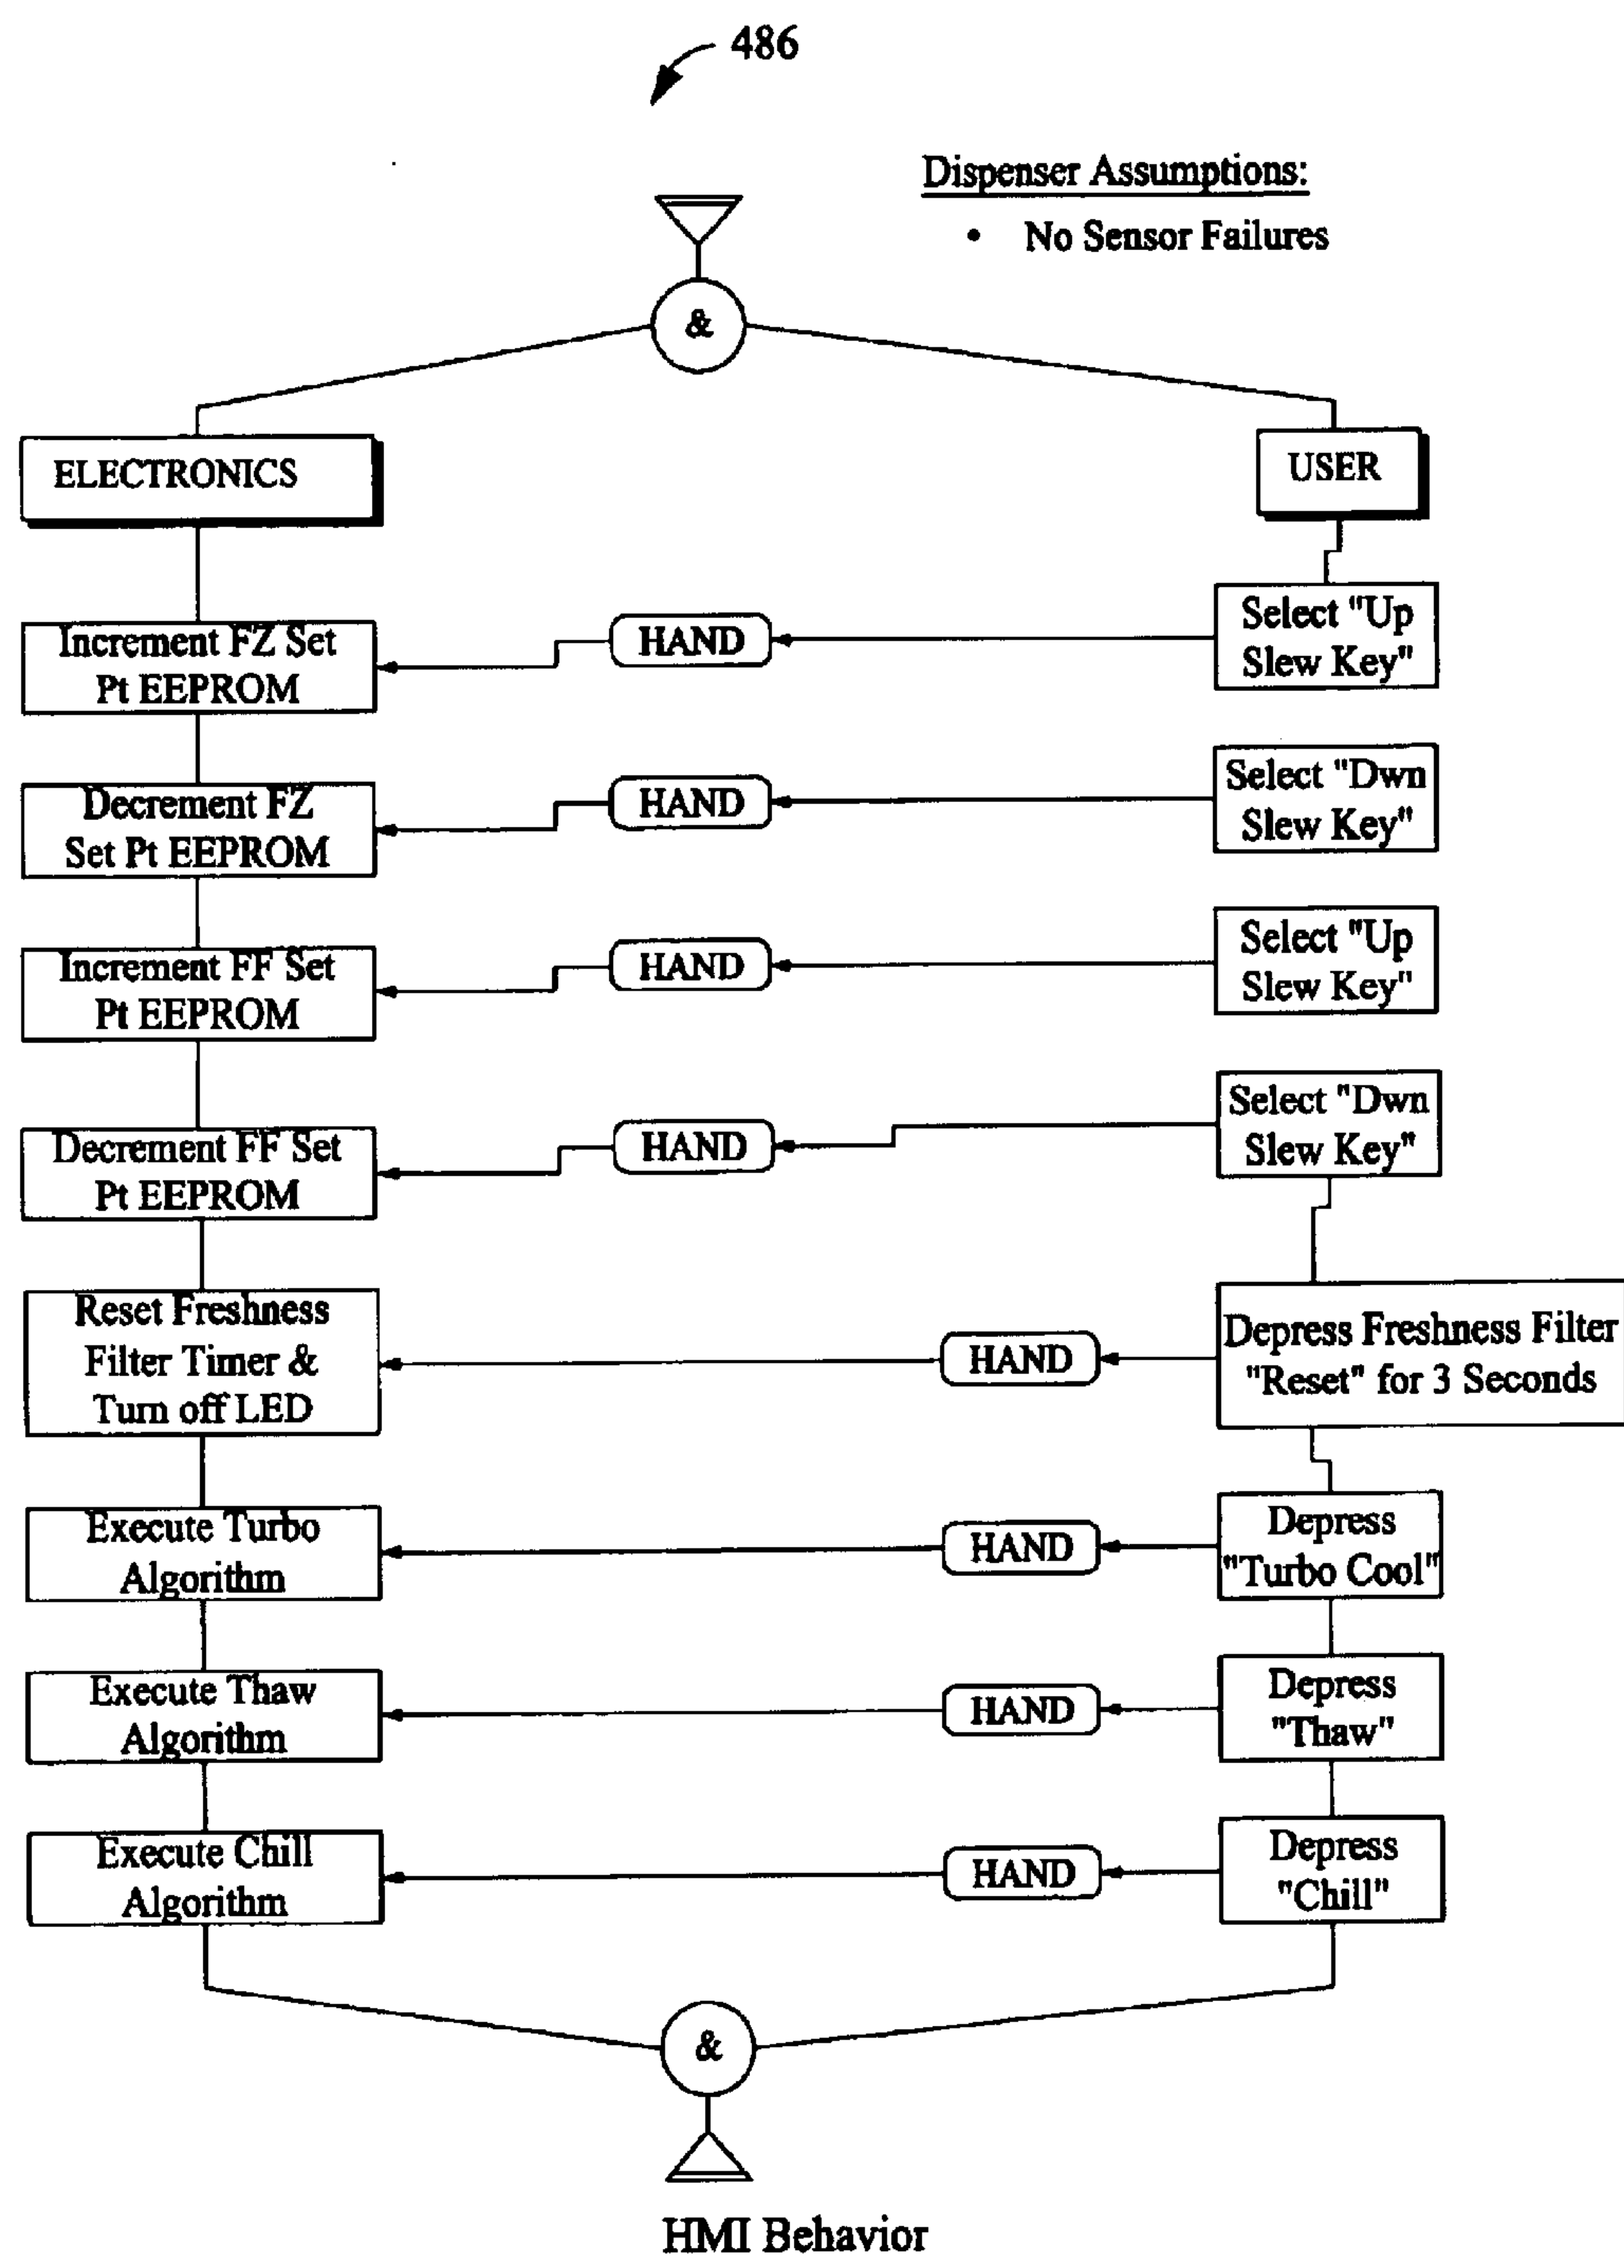 486
Dispenser Assumptions:
• No Sensor Failures
&
ELECTRONICS
USER
Increment FZ Set
Pt EEPROM
HAND
Select "Up
Slew Key"
Decrement FZ
Set Pt EEPROM
HAND
Select "Dwn
Slew Key"
Increment FF Set
Pt EEPROM
HAND
Select "Up
Slew Key"
Decrement FF Set
Pt EEPROM
HAND
Select "Dwn
Slew Key"
Reset Freshness
Filter Timer &
Turn off LED
HAND
Depress Freshness Filter
"Reset" for 3 Seconds
Execute Turbo
Algorithm
HAND
Depress
"Turbo Cool"
Execute Thaw
Algorithm
HAND
Depress
"Thaw"
Execute Chill
Algorithm
HAND
Depress
"Chill"
&
HMI Behavior